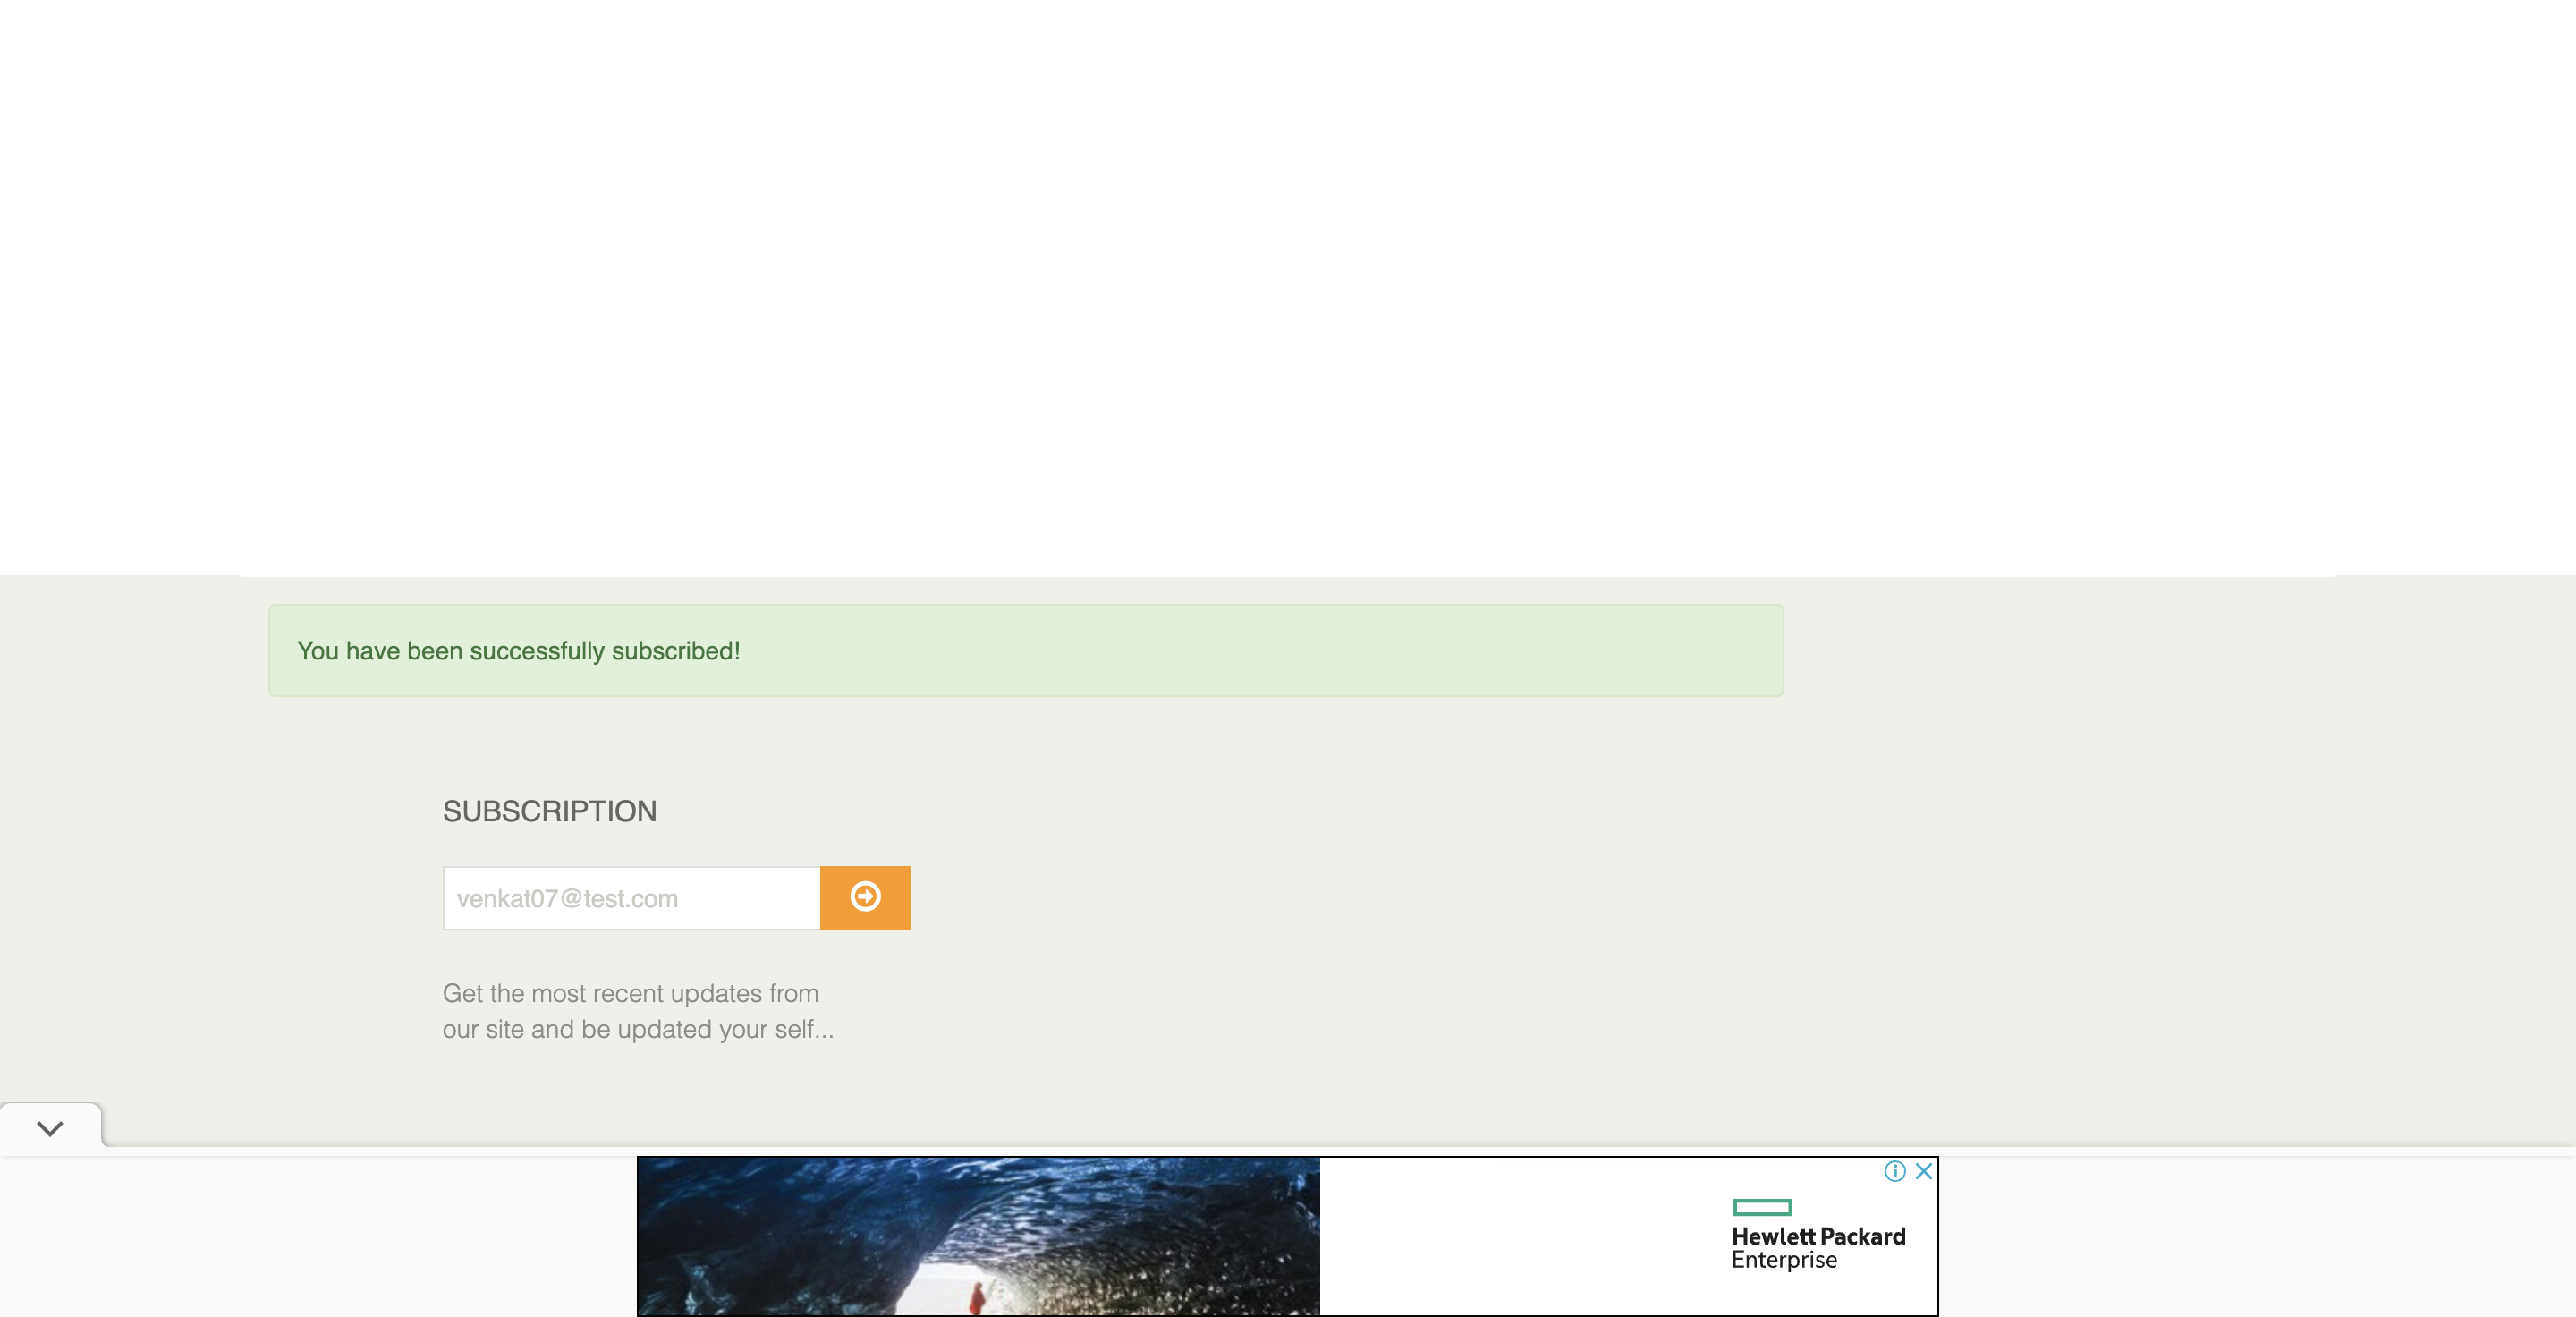 You have been successfully subscribed!
SUBSCRIPTION
venkat07@test.com
Get the most recent updates from
our site and be updated your self...
Hewlett Packard
Enterprise